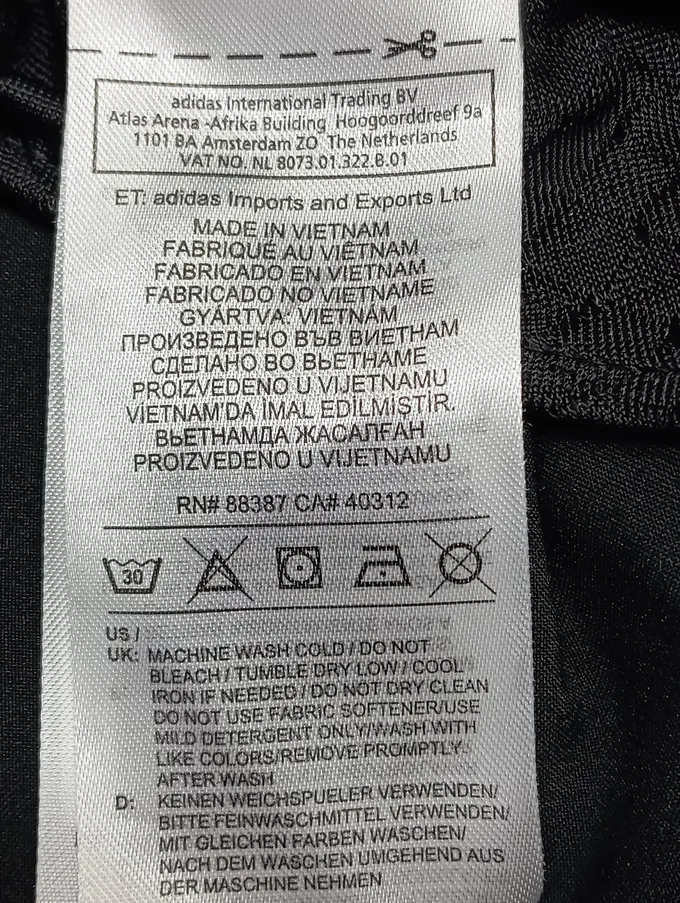 adidas International Trading BV
Atlas Arena -Afrika Building Hoogoorddreef 9a
1101 BA Amsterdam ZO The Netherlands
VAT NO. NL 8073.01.322.B.01
ET: adidas Imports and Exports Ltd
MADE IN VIETNAM
FABRIQUÉ AU VIÊTNAM
FABRICADO EN VIETNAM
FABRICADO NO VIETNAME
GYÁRTVA: VIETNÁM
ПРОИЗВЕДЕНО ВЪВ ВИЕТНАМ
СДЕЛАНО ВО ВЬЕТНАМЕ
PROIZVEDENO U VIJETNAMU
VIETNAM'DA İMAL EDİLMİŞTİR.
ВЬЕТНАМДА ЖАСАЛҒАН
PROIZVEDENO U VIJETNAMU
RN# 88387 CA# 40312
30
US /
UK: MACHINE WASH COLD / DO NOT
BLEACH / TUMBLE DRY LOW / COOL
IRON IF NEEDED / DO NOT DRY CLEAN
DO NOT USE FABRIC SOFTENER/USE
MILD DETERGENT ONLY/WASH WITH
LIKE COLORS/REMOVE PROMPTLY
AFTER WASH
D: KEINEN WEICHSPUELER VERWENDEN/
BITTE FEINWASCHMITTEL VERWENDEN/
MIT GLEICHEN FARBEN WASCHEN/
NACH DEM WASCHEN UMGEHEND AUS
DER MASCHINE NEHMEN